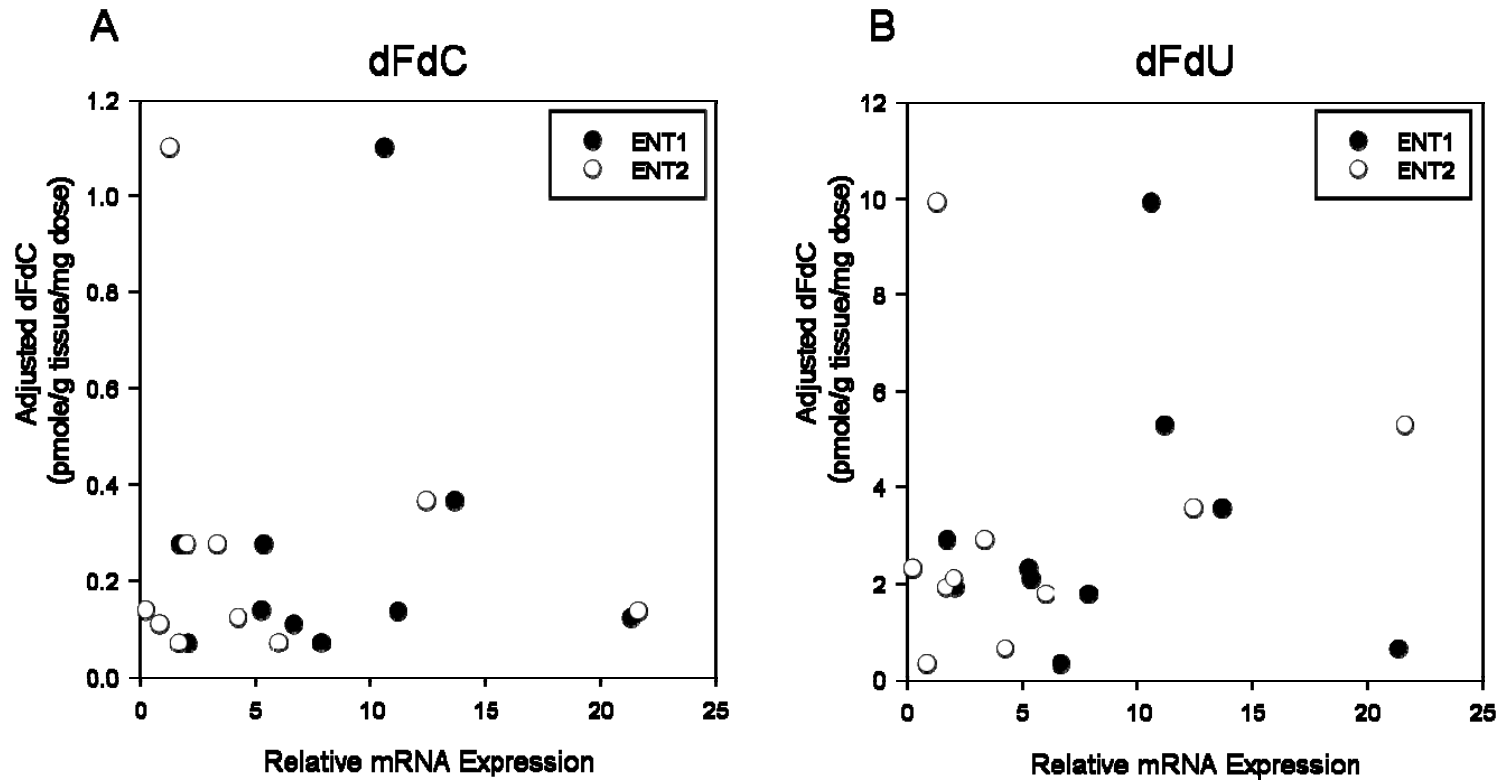 A
dFdC
1.2
1.0
0.8
0.6
0.4
0.2
0.0
Adjusted dFdC
(pmole/g tissue/mg dose)
ENT1
ENT2
0 5 10 15 20 25
Relative mRNA Expression
B
dFdU
12
10
8
6
4
2
0
Adjusted dFdC
(pmole/g tissue/mg dose)
ENT1
ENT2
0 5 10 15 20 25
Relative mRNA Expression